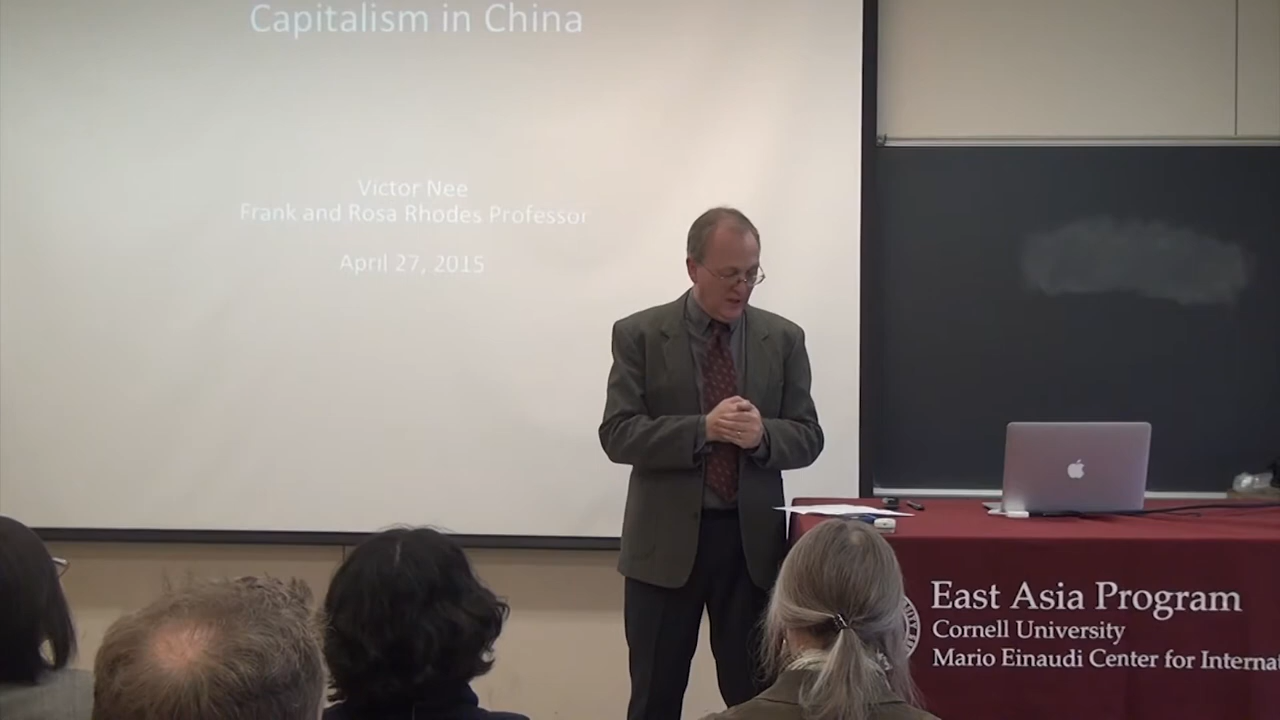 Capitalism in China
Victor Nee
Frank and Rosa Rhodes Professor
April 27, 2015
East Asia Program
Cornell University
Mario Einaudi Center for Internat